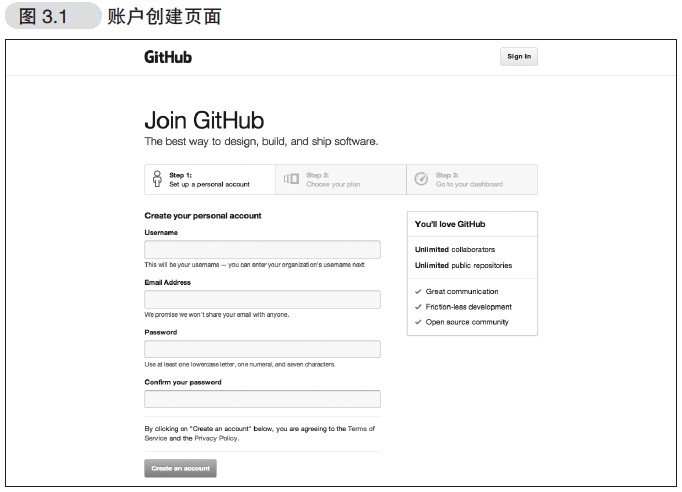 图 3.1 账户创建页面
GitHub
Sign In
Join GitHub
The best way to design, build, and ship software.
Step 1:
Set up a personal account
Step 2:
Choose your plan
Step 3:
Go to your dashboard
Create your personal account
Username
This will be your username — you can enter your organization's username next
Email Address
We promise we won't share your email with anyone.
Password
Use at least one lowercase letter, one numeral, and seven characters.
Confirm your password
By clicking on "Create an account" below, you are agreeing to the Terms of
Service and the Privacy Policy.
Create an account
You'll love GitHub
Unlimited collaborators
Unlimited public repositories
Great communication
Friction-less development
Open source community